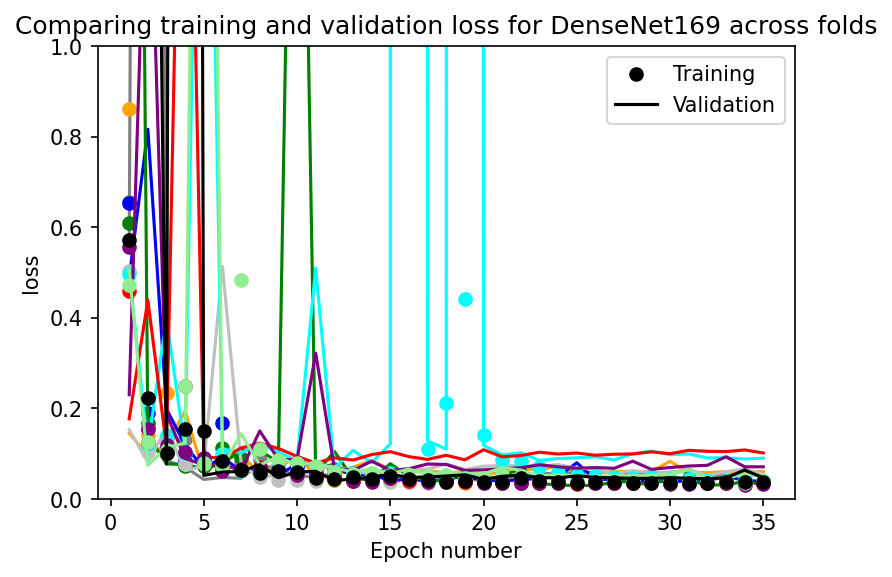 Comparing training and validation loss for DenseNet169 across folds
1.0
0.8
0.6
0.4
0.2
0.0
loss
Training
Validation
0 5 10 15 20 25 30 35
Epoch number